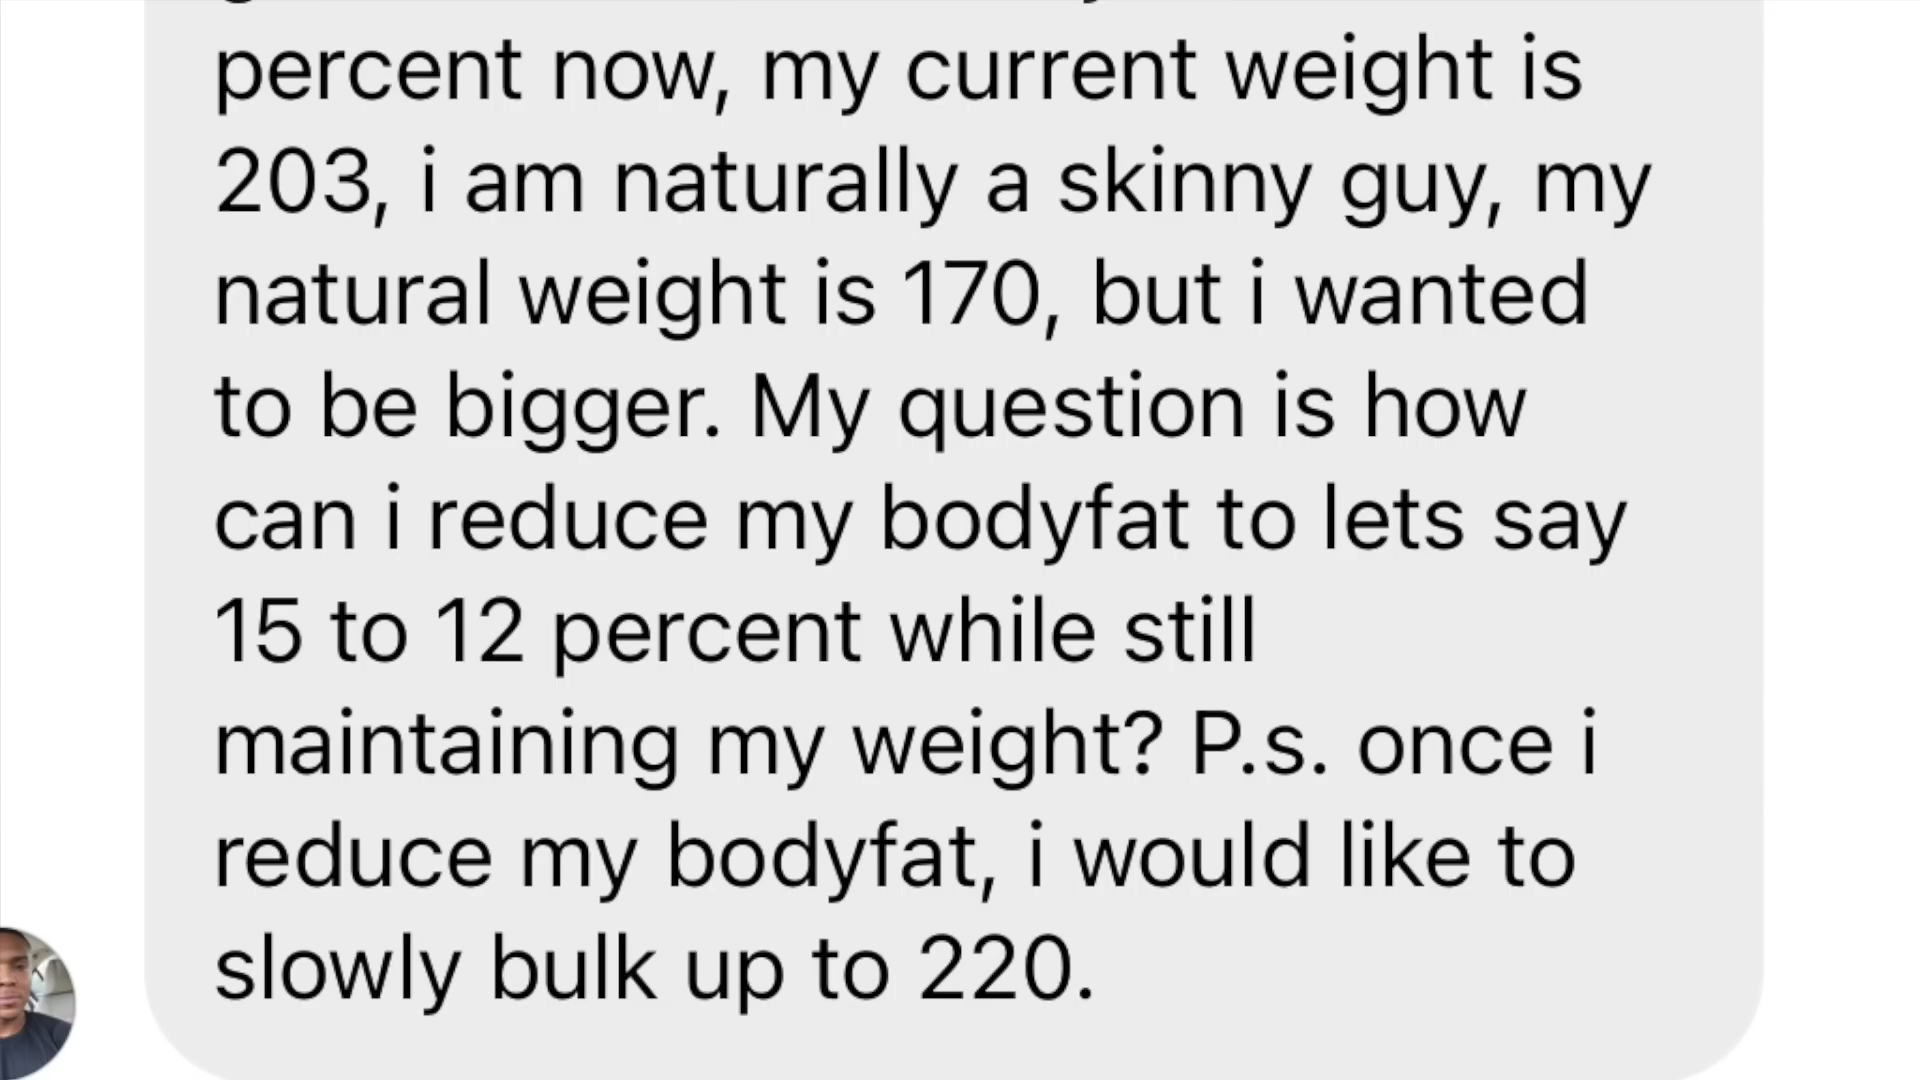 percent now, my current weight is
203, i am naturally a skinny guy, my
natural weight is 170, but i wanted
to be bigger. My question is how
can i reduce my bodyfat to lets say
15 to 12 percent while still
maintaining my weight? P.s. once i
reduce my bodyfat, i would like to
slowly bulk up to 220.